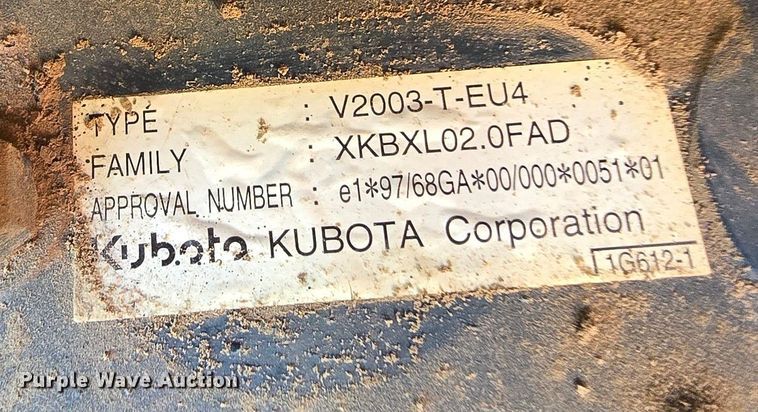 TYPE : V2003-T-EU4
FAMILY : XKBXL02.0FAD
APPROVAL NUMBER : e1*97/68GA*00/000*0051*01
Kubota KUBOTA Corporation
1G612-1
Purple Wave Auction